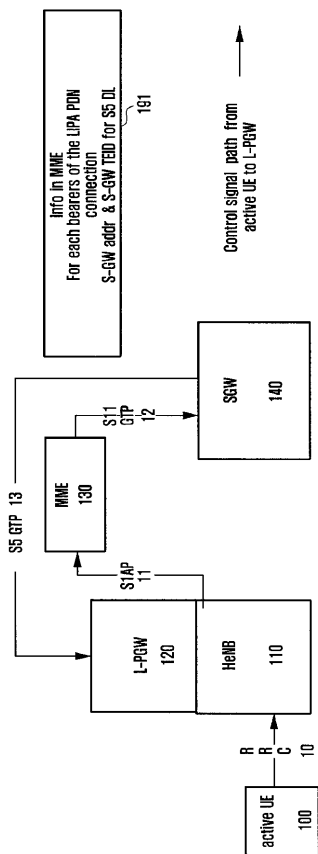 Info in MME
For each bearers of the LIPA PDN
connection
S-GW addr & S-GW TEID for S5 DL
191
Control signal path from
active UE to L-PGW
S5 GTP 13
MME
130
S11
GTP
12
SGW
140
S1AP
11
L-PGW
120
HeNB
110
R
R
C
10
active UE
100